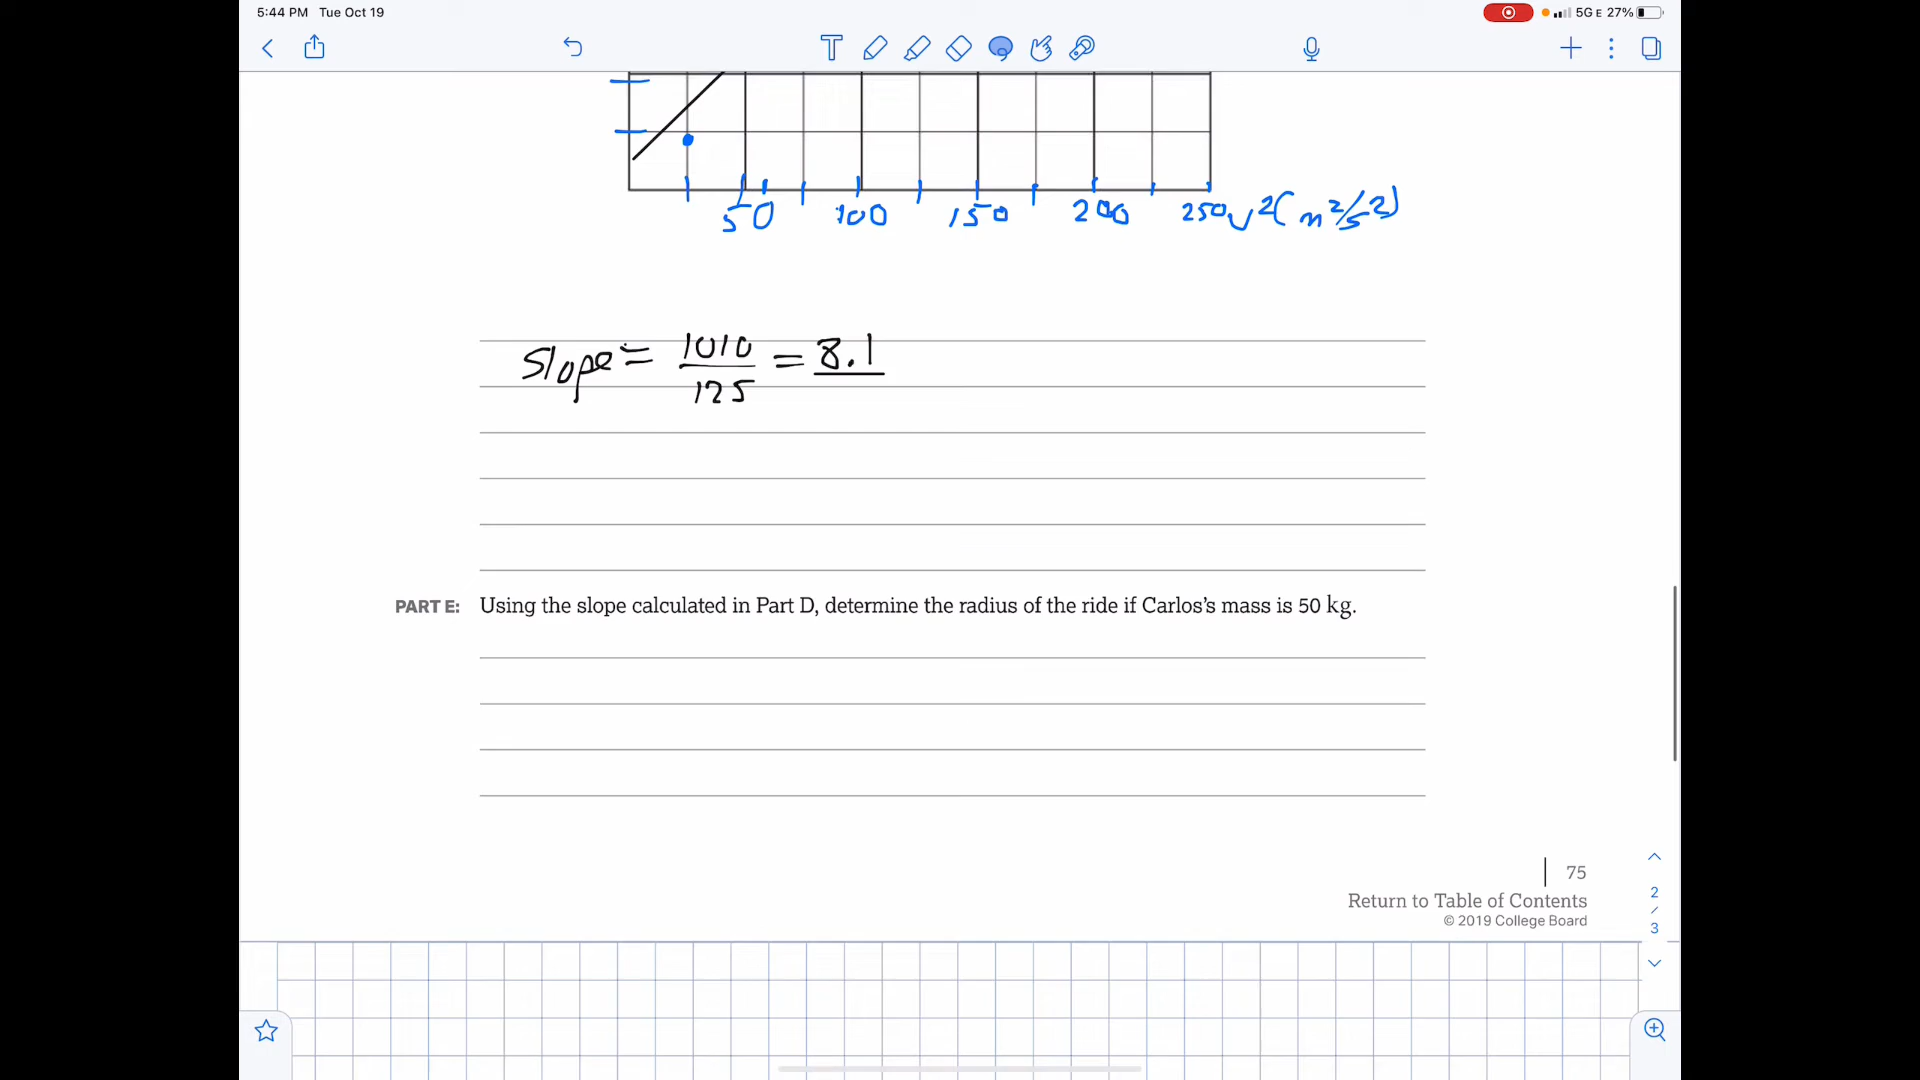 5:44 PM Tue Oct 19
5G E 27%
50 100 150 200 250 v²(m²/s²)
Slope = 1010/125 = 8.1
PART E: Using the slope calculated in Part D, determine the radius of the ride if Carlos's mass is 50 kg.
75
Return to Table of Contents
© 2019 College Board
2
/
3